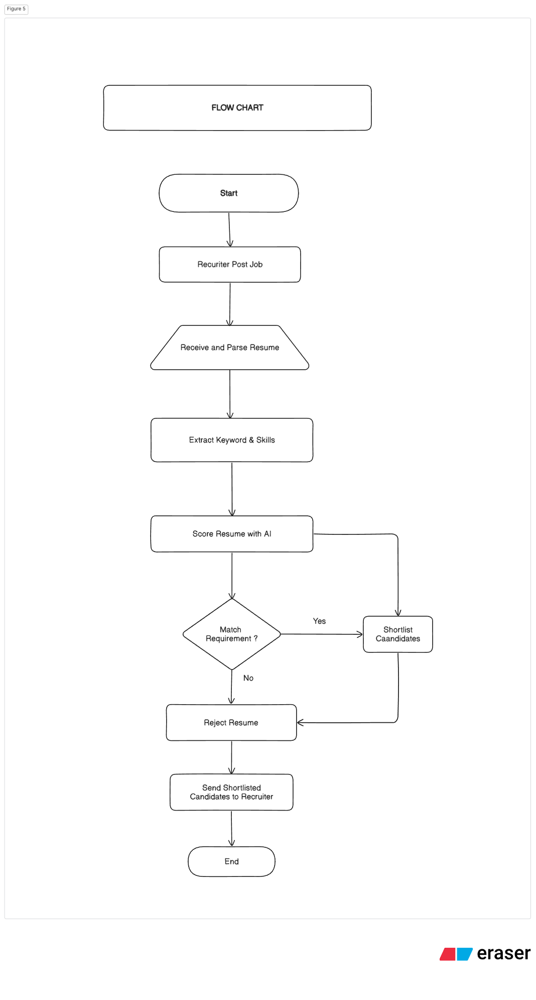 Figure 5
FLOW CHART
Start
Recuriter Post Job
Receive and Parse Resume
Extract Keyword & Skills
Score Resume with AI
Match
Requirement ?
Yes
Shortlist
Caandidates
No
Reject Resume
Send Shortlisted
Candidates to Recruiter
End
eraser